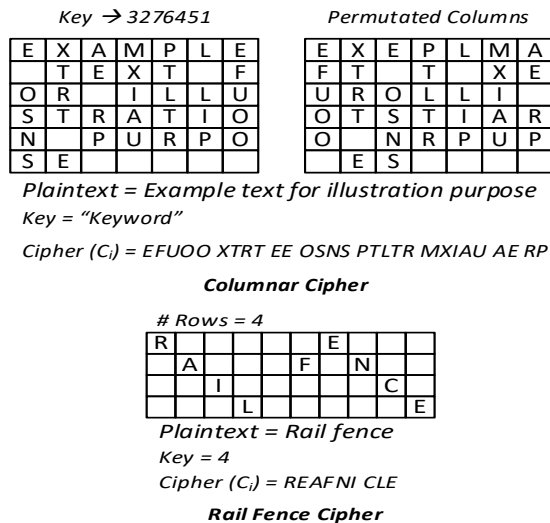 Key → 3276451
E X A M P L E
T E X T F
O R I L L U
S T R A T I O
N P U R P O
S E
Permutated Columns
E X E P L M A
F T T X E
U R O L L I
O T S T I A R
O N R P U P
E S
Plaintext = Example text for illustration purpose
Key = “Keyword”
Cipher (Ci) = EFUOO XTRT EE OSNS PTLTR MXIAU AE RP
Columnar Cipher
# Rows = 4
R E
A F N
I C
L E
Plaintext = Rail fence
Key = 4
Cipher (Ci) = REAFNI CLE
Rail Fence Cipher